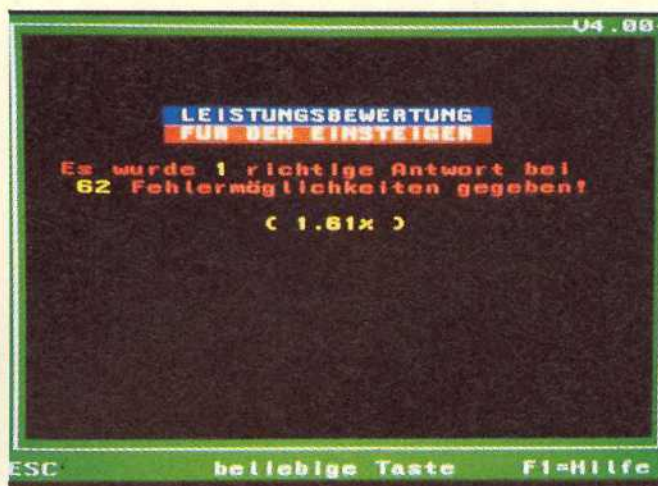 V4.00
LEISTUNGSBEWERTUNG
FÜR DEN EINSTEIGER
Es wurde 1 richtige Antwort bei
62 Fehlermöglichkeiten gegeben!
( 1.61% )
ESC beliebige Taste F1=Hilfe